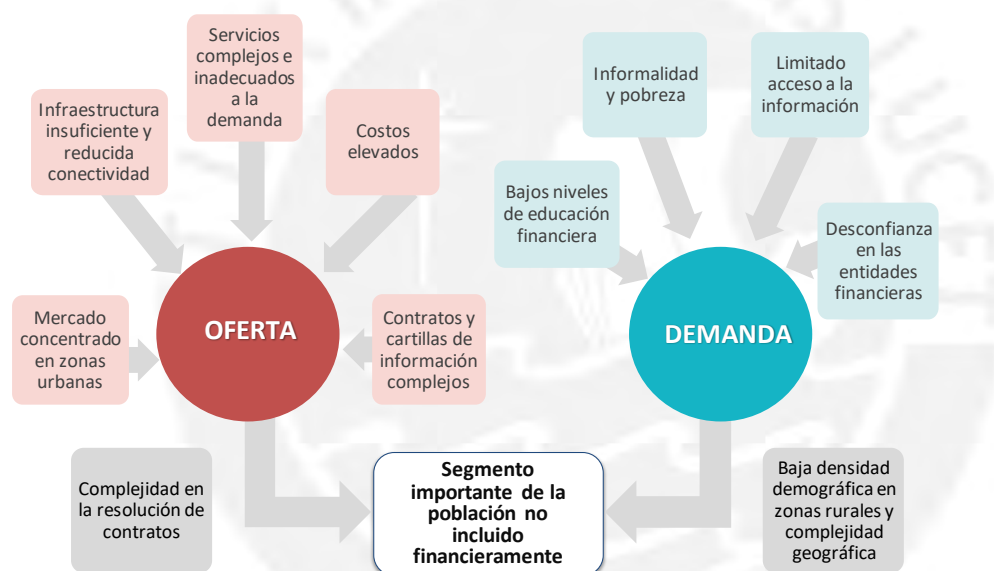 Servicios
complejos e
inadecuados
a la
demanda
Infraestructura
insuficiente y
reducida
conectividad
Costos
elevados
Mercado
concentrado
en zonas
urbanas
OFERTA
Contratos y
cartillas de
información
complejos
Informalidad
y pobreza
Limitado
acceso a la
información
Bajos niveles
de educación
financiera
Desconfianza
en las
entidades
financieras
DEMANDA
Complejidad en
la resolución de
contratos
Segmento
importante de la
población no
incluido
financieramente
Baja densidad
demográfica en
zonas rurales y
complejidad
geográfica